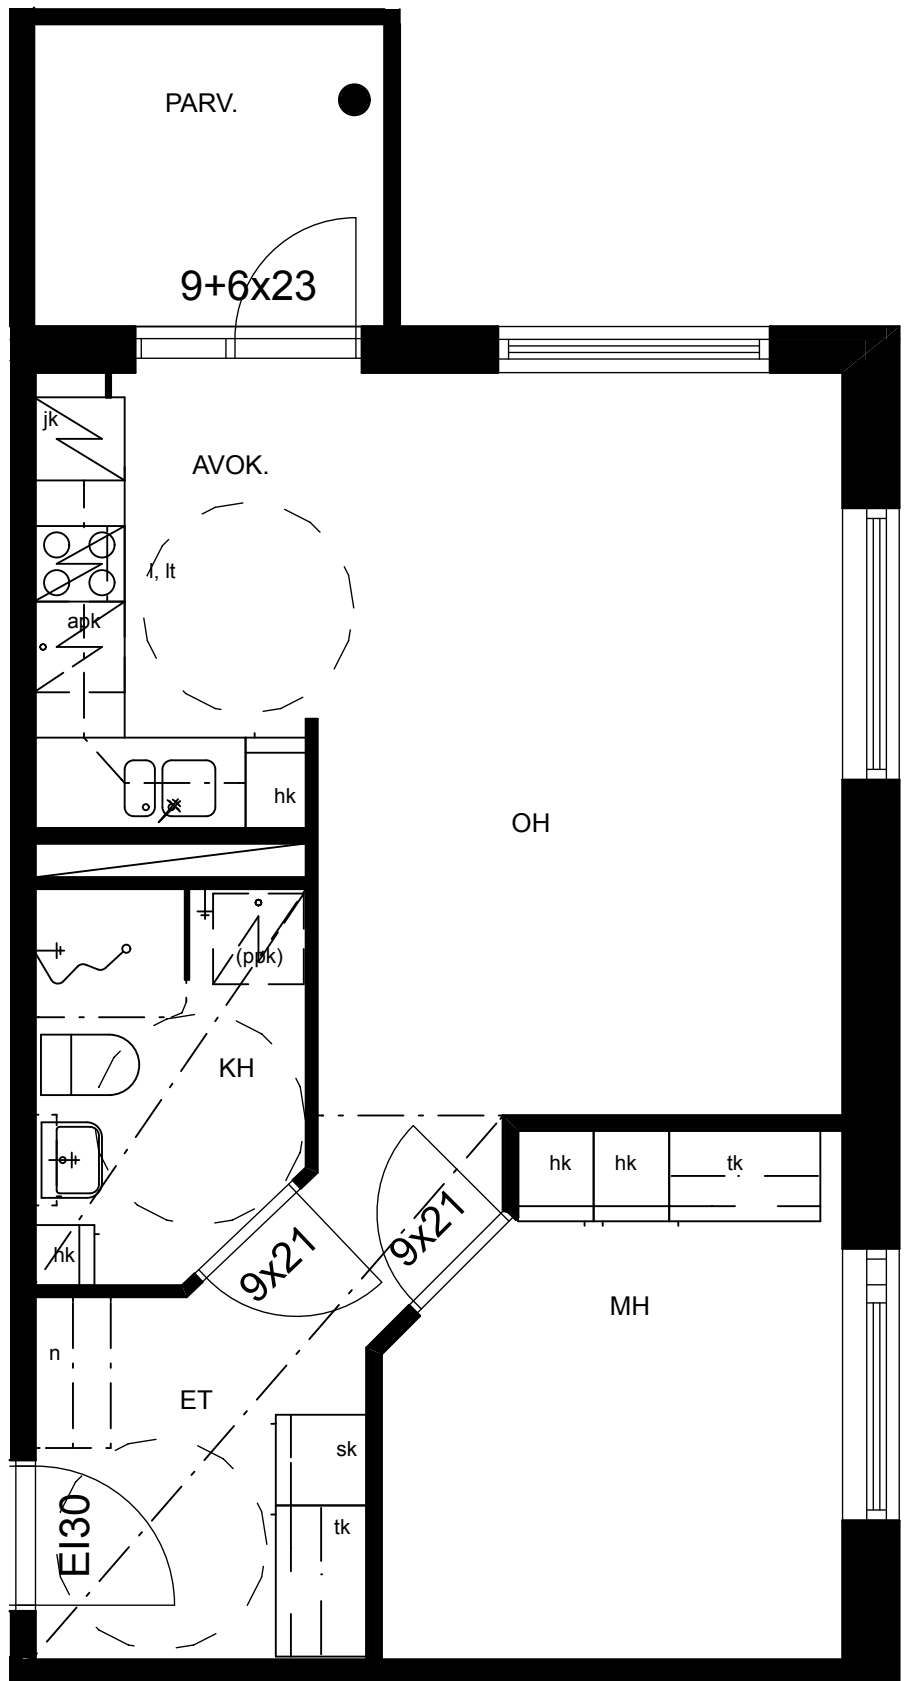 PARV.
9+6x23
jk
AVOK.
l, lt
apk
hk
OH
(ppk)
KH
hk
hk
tk
9x21
9x21
hk
MH
n
ET
sk
EI30
tk